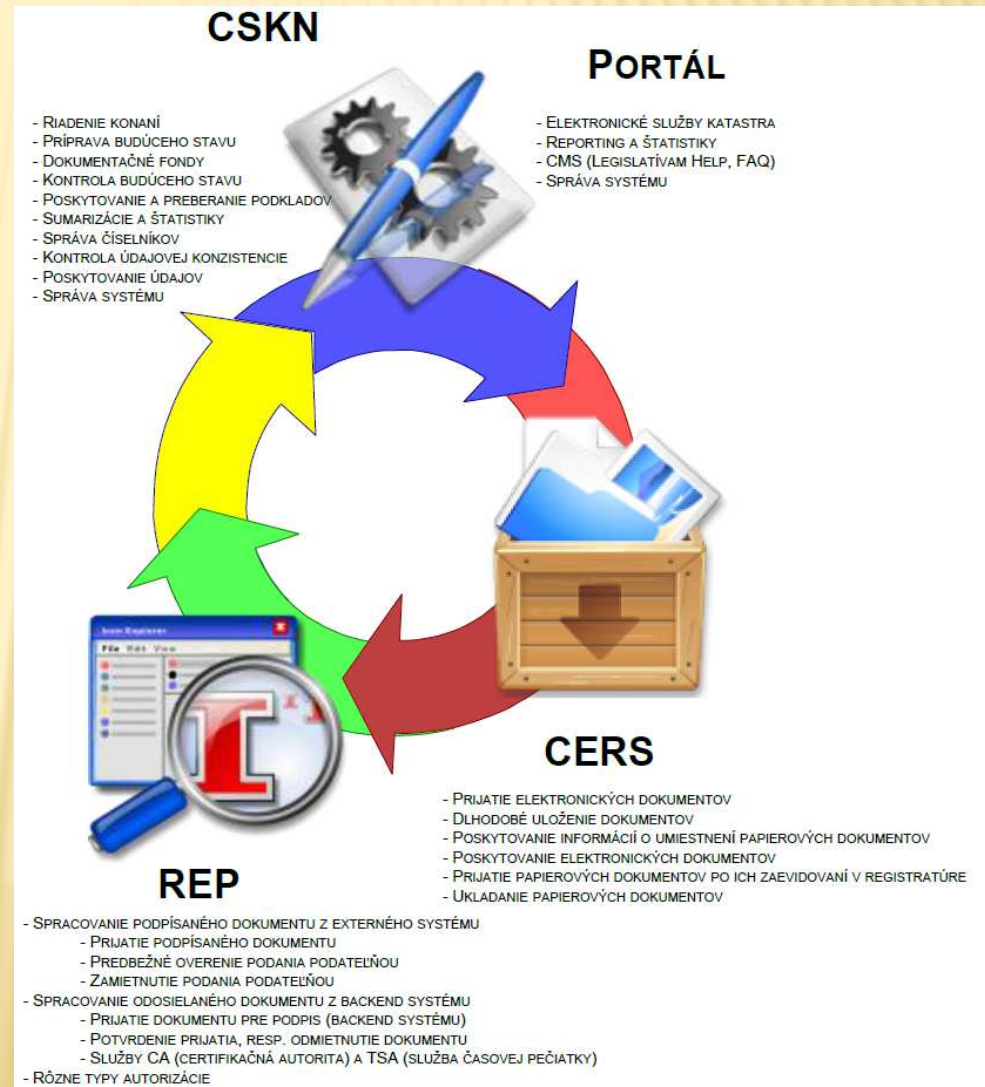 CSKN
- Riadenie konaní
- Príprava budúceho stavu
- Dokumentačné fondy
- Kontrola budúceho stavu
- Poskytovanie a preberanie podkladov
- Sumarizácie a štatistiky
- Správa číselníkov
- Kontrola údajovej konzistencie
- Poskytovanie údajov
- Správa systému
Portál
- Elektronické služby katastra
- Reporting a štatistiky
- CMS (Legislatívam Help, FAQ)
- Správa systému
File Edit View
I
CERS
- Prijatie elektronických dokumentov
- Dlhodobé uloženie dokumentov
- Poskytovanie informácií o umiestnení papierových dokumentov
- Poskytovanie elektronických dokumentov
- Prijatie papierových dokumentov po ich zaevidovaní v registratúre
- Ukladanie papierových dokumentov
REP
- Spracovanie podpísaného dokumentu z externého systému
- Prijatie podpísaného dokumentu
- Predbežné overenie podania podateľňou
- Zamietnutie podania podateľňou
- Spracovanie odosielaného dokumentu z backend systému
- Prijatie dokumentu pre podpis (backend systému)
- Potvrdenie prijatia, resp. odmietnutie dokumentu
- Služby CA (certifikačná autorita) a TSA (služba časovej pečiatky)
- Rôzne typy autorizácie